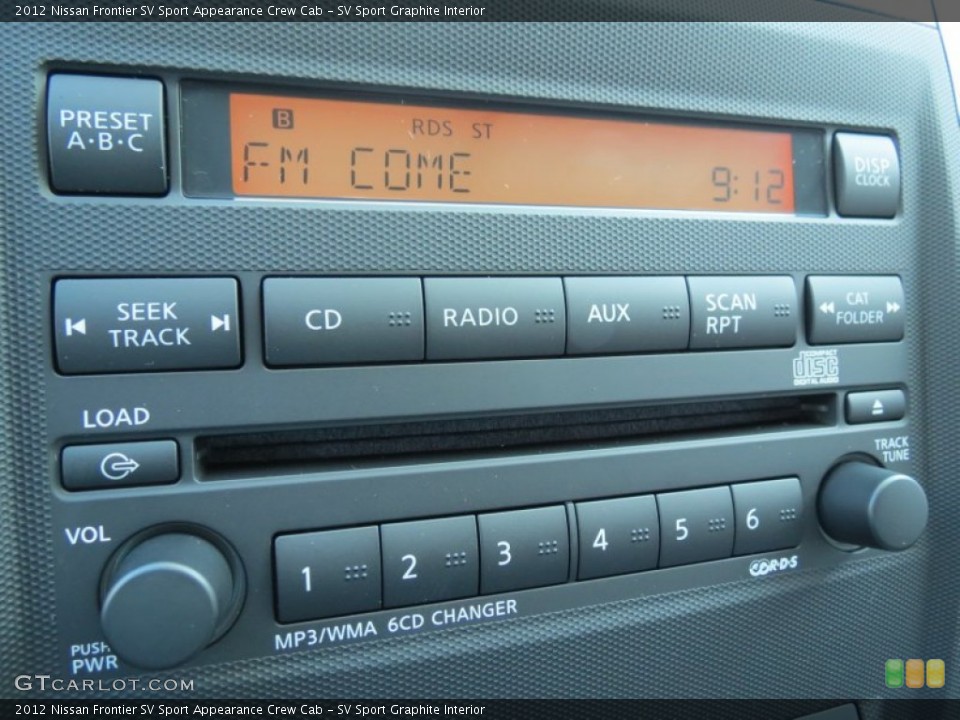 2012 Nissan Frontier SV Sport Appearance Crew Cab - SV Sport Graphite Interior
PRESET
A·B·C
B
RDS ST
FM COME
9:12
DISP
CLOCK
SEEK
TRACK
CD
RADIO
AUX
SCAN
RPT
CAT
FOLDER
COMPACT
DISC
DIGITAL AUDIO
LOAD
TRACK
TUNE
VOL
1
2
3
4
5
6
R·D·S
MP3/WMA 6CD CHANGER
PUSH
PWR
GTCARLOT.COM
2012 Nissan Frontier SV Sport Appearance Crew Cab - SV Sport Graphite Interior